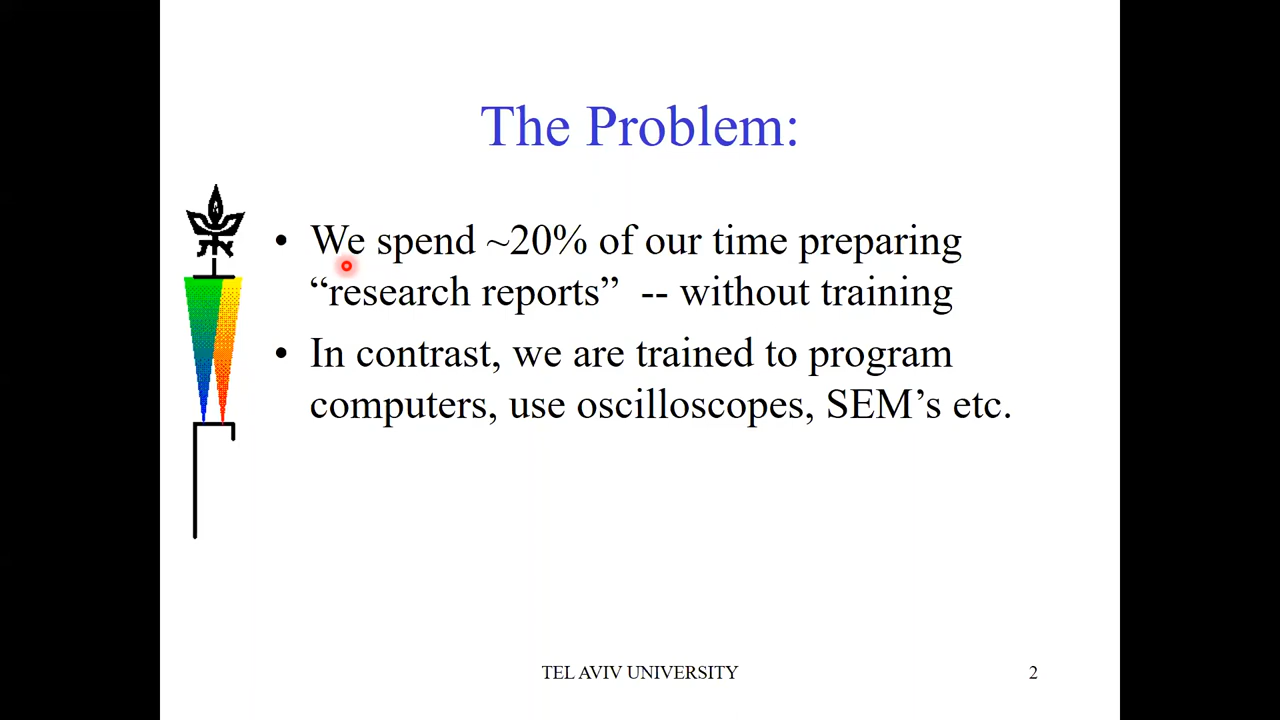 The Problem:
• We spend ~20% of our time preparing
“research reports”  -- without training
• In contrast, we are trained to program
computers, use oscilloscopes, SEM’s etc.
TEL AVIV UNIVERSITY
2